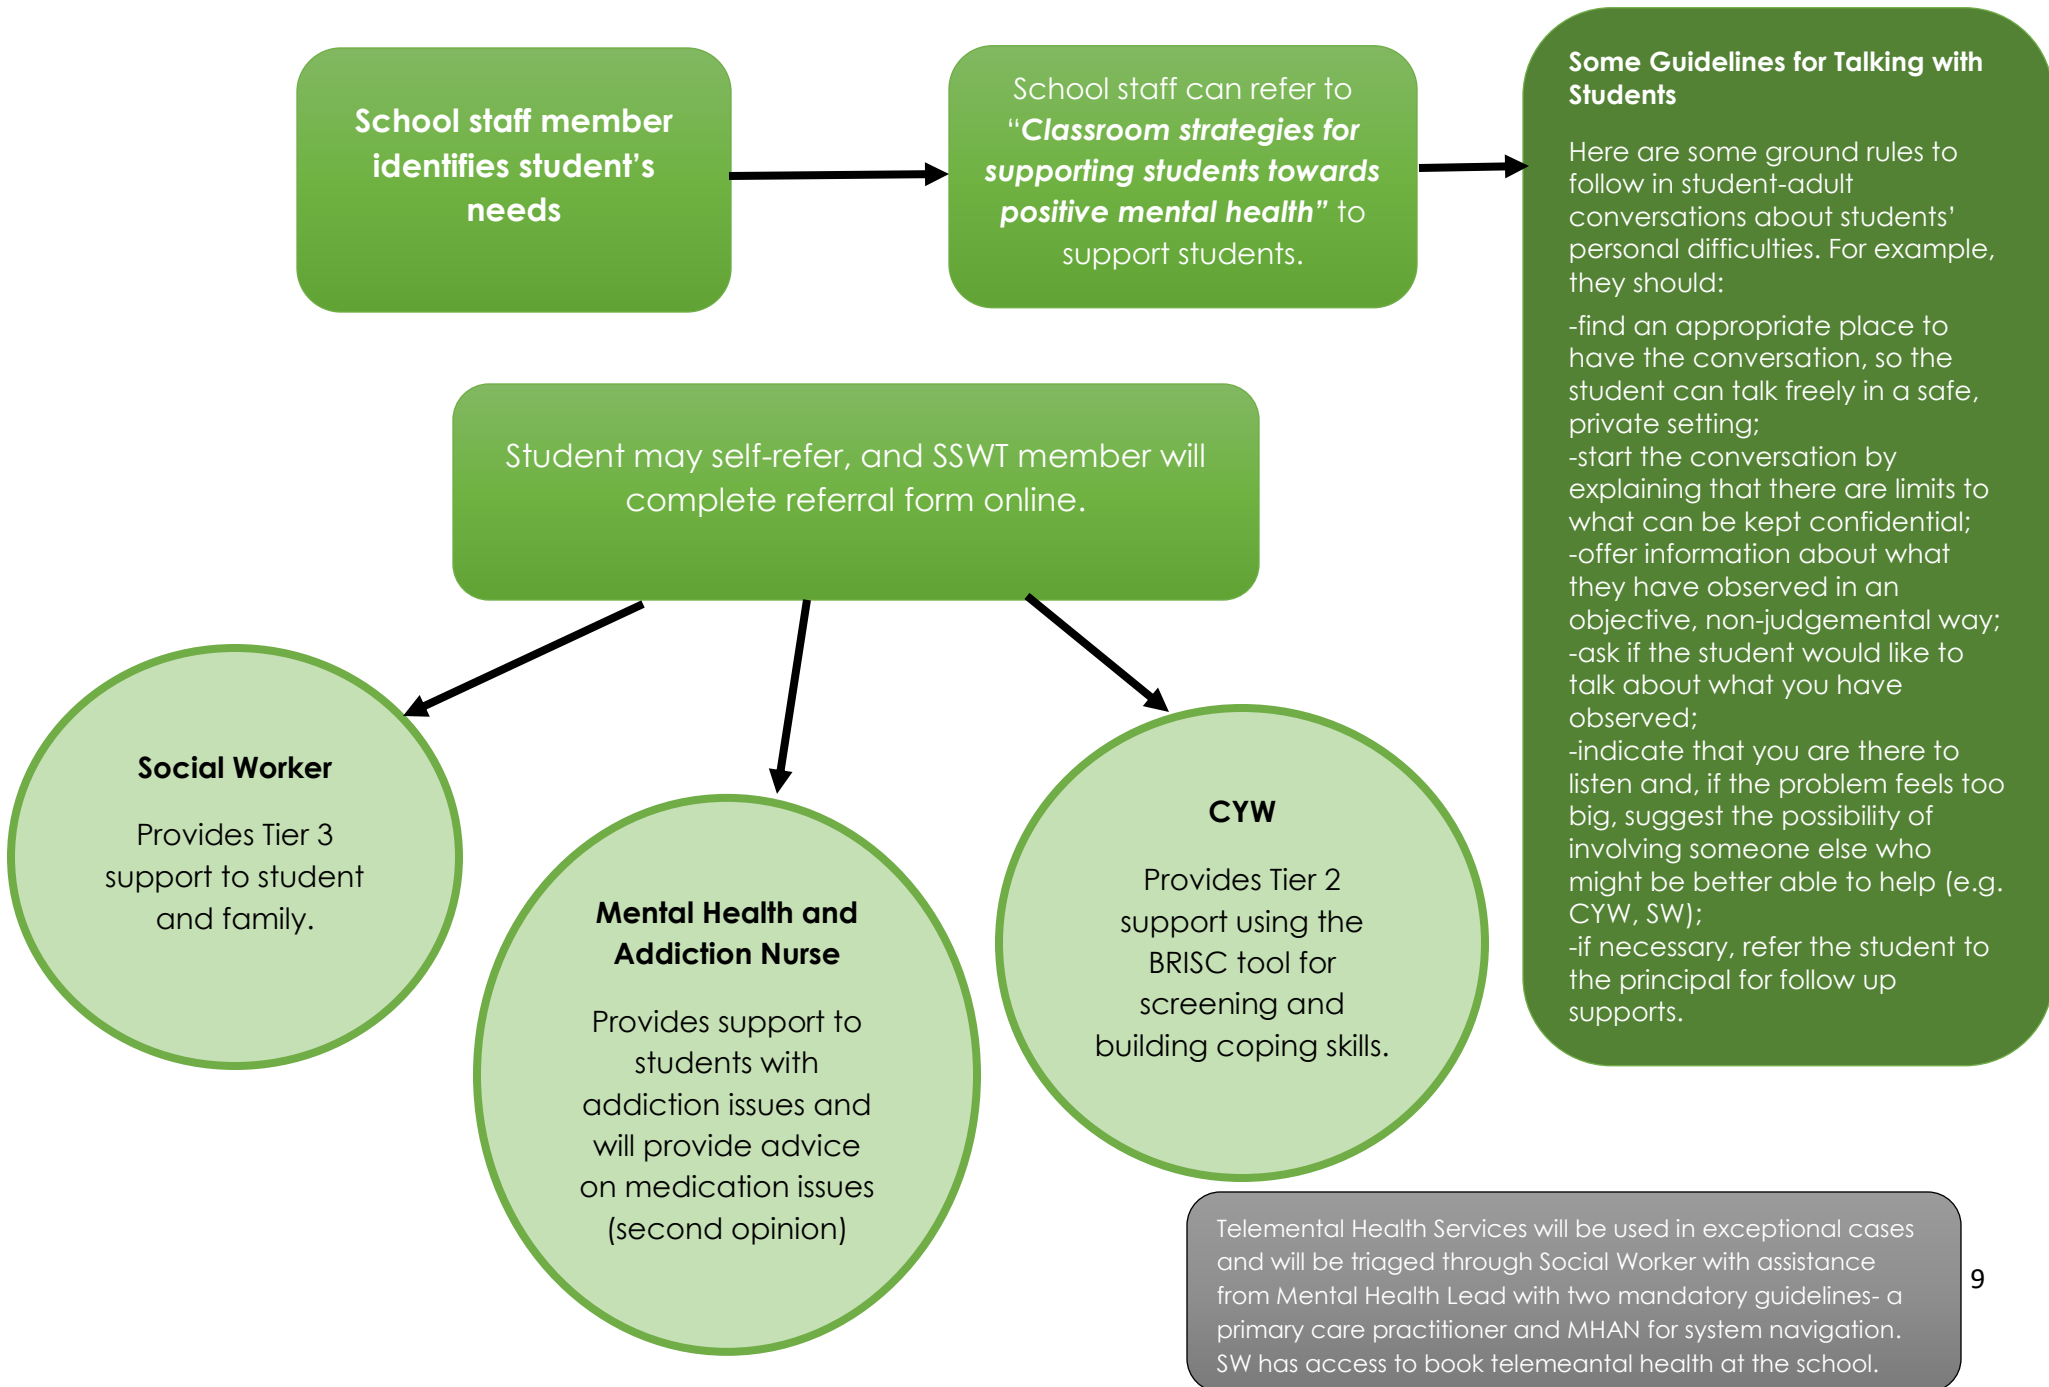 School staff member
identifies student's
needs
School staff can refer to
“Classroom strategies for
supporting students towards
positive mental health” to
support students.
Some Guidelines for Talking with
Students
Here are some ground rules to
follow in student-adult
conversations about students'
personal difficulties. For example,
they should:
-find an appropriate place to
have the conversation, so the
student can talk freely in a safe,
private setting;
-start the conversation by
explaining that there are limits to
what can be kept confidential;
-offer information about what
they have observed in an
objective, non-judgemental way;
-ask if the student would like to
talk about what you have
observed;
-indicate that you are there to
listen and, if the problem feels too
big, suggest the possibility of
involving someone else who
might be better able to help (e.g.
CYW, SW);
-if necessary, refer the student to
the principal for follow up
supports.
Student may self-refer, and SSWT member will
complete referral form online.
Social Worker
Provides Tier 3
support to student
and family.
Mental Health and
Addiction Nurse
Provides support to
students with
addiction issues and
will provide advice
on medication issues
(second opinion)
CYW
Provides Tier 2
support using the
BRISC tool for
screening and
building coping skills.
Telemental Health Services will be used in exceptional cases
and will be triaged through Social Worker with assistance
from Mental Health Lead with two mandatory guidelines- a
primary care practitioner and MHAN for system navigation.
SW has access to book telemeantal health at the school.
9